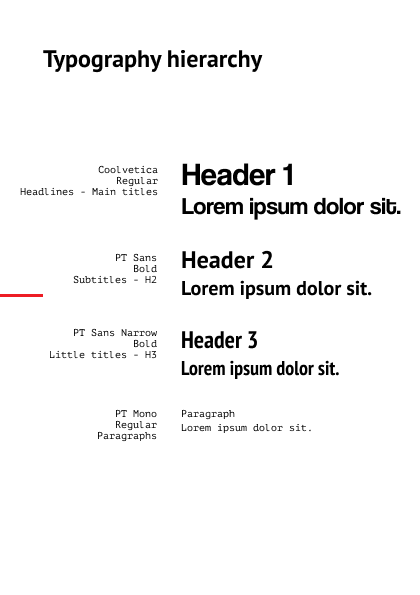 Typography hierarchy
Coolvetica
Regular
Headlines - Main titles
Header 1
Lorem ipsum dolor sit.
PT Sans
Bold
Subtitles - H2
Header 2
Lorem ipsum dolor sit.
PT Sans Narrow
Bold
Little titles - H3
Header 3
Lorem ipsum dolor sit.
PT Mono
Regular
Paragraphs
Paragraph
Lorem ipsum dolor sit.